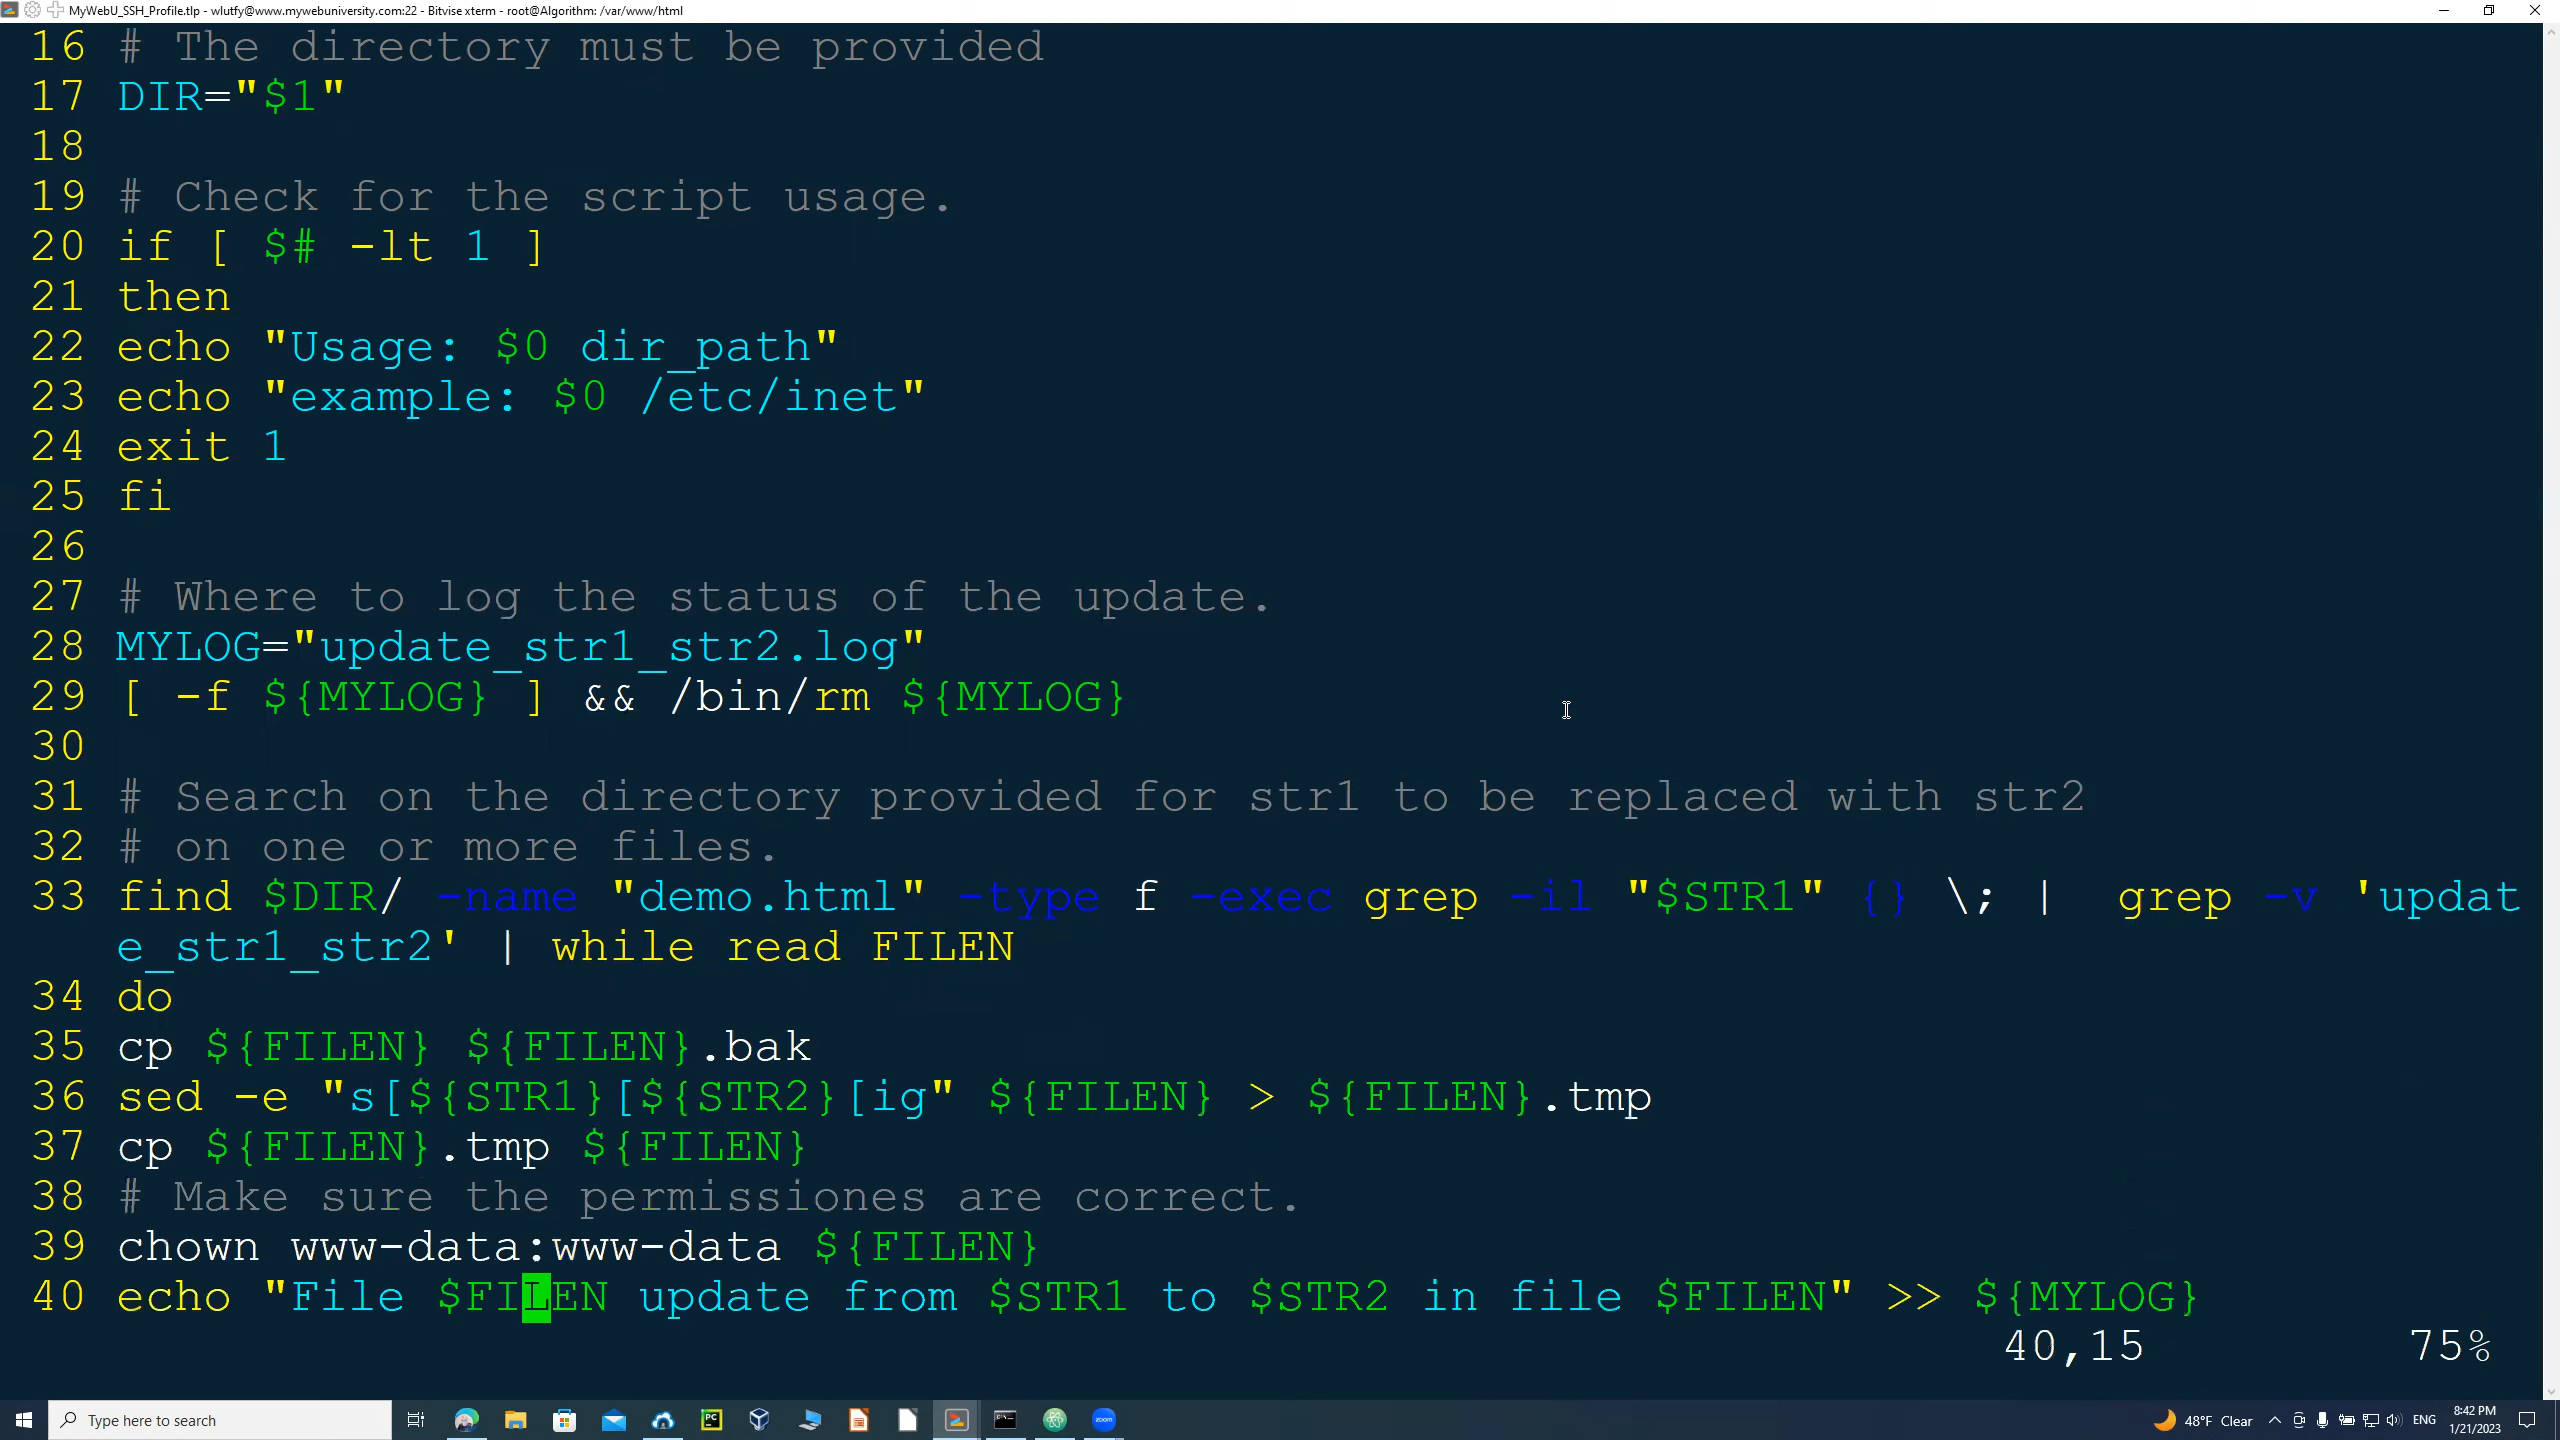 MyWebU_SSH_Profile.tlp - wlutfy@www.mywebuniversity.com:22 - Bitvise xterm - root@Algorithm: /var/www/html
16 # The directory must be provided
17 DIR="$1"
18
19 # Check for the script usage.
20 if [ $# -lt 1 ]
21 then
22 echo "Usage: $0 dir_path"
23 echo "example: $0 /etc/inet"
24 exit 1
25 fi
26
27 # Where to log the status of the update.
28 MYLOG="update_str1_str2.log"
29 [ -f ${MYLOG} ] && /bin/rm ${MYLOG}
30
31 # Search on the directory provided for str1 to be replaced with str2
32 # on one or more files.
33 find $DIR/ -name "demo.html" -type f -exec grep -il "$STR1" {} \; |  grep -v 'updat
e_str1_str2' | while read FILEN
34 do
35 cp ${FILEN} ${FILEN}.bak
36 sed -e "s[${STR1}[${STR2}[ig" ${FILEN} > ${FILEN}.tmp
37 cp ${FILEN}.tmp ${FILEN}
38 # Make sure the permissiones are correct.
39 chown www-data:www-data ${FILEN}
40 echo "File $FILEN update from $STR1 to $STR2 in file $FILEN" >> ${MYLOG}
40,15 75%
Type here to search
PC
zoom
48°F Clear
ENG
8:42 PM
1/21/2023